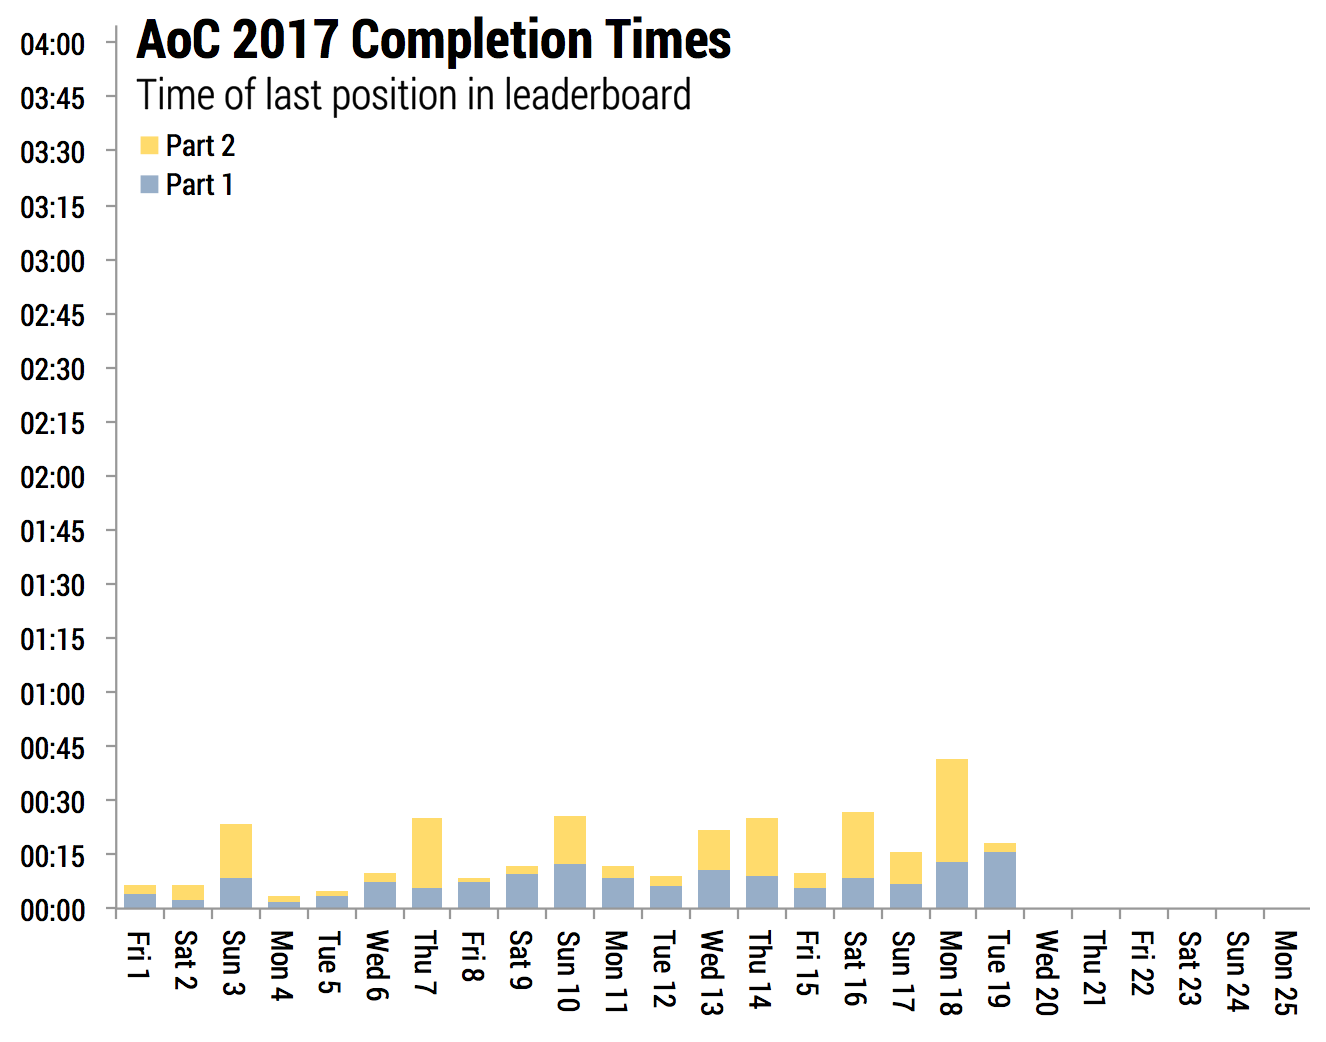 AoC 2017 Completion Times
Time of last position in leaderboard
Part 2
Part 1
04:00
03:45
03:30
03:15
03:00
02:45
02:30
02:15
02:00
01:45
01:30
01:15
01:00
00:45
00:30
00:15
00:00
Fri 1
Sat 2
Sun 3
Mon 4
Tue 5
Wed 6
Thu 7
Fri 8
Sat 9
Sun 10
Mon 11
Tue 12
Wed 13
Thu 14
Fri 15
Sat 16
Sun 17
Mon 18
Tue 19
Wed 20
Thu 21
Fri 22
Sat 23
Sun 24
Mon 25